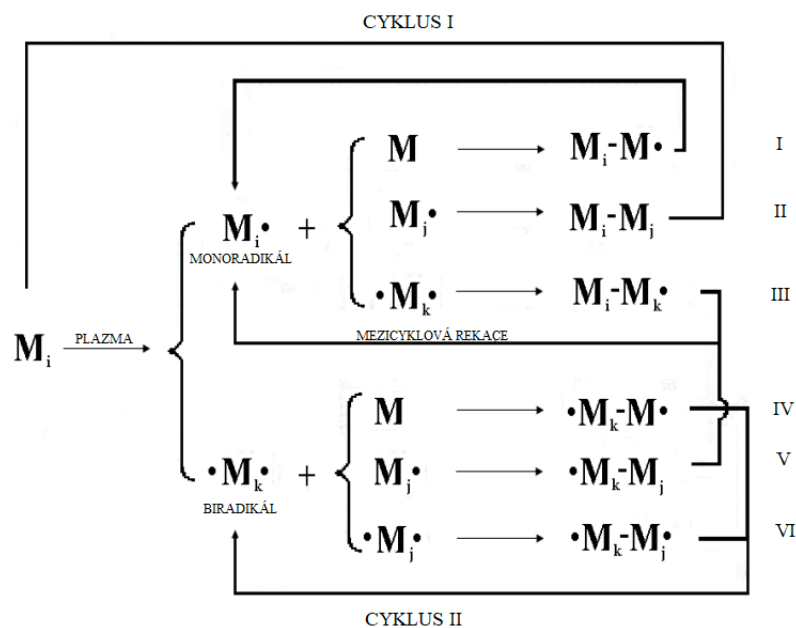 CYKLUS I
M → Mi-M• I
Mi• + Mj• → Mi-Mj II
MONORADIKÁL
•Mk• → Mi-Mk• III
MEZICYKLOVÁ REKACE
Mi PLAZMA →
M → •Mk-M• IV
•Mk• + Mj• → •Mk-Mj V
BIRADIKÁL
•Mj• → •Mk-Mj• VI
CYKLUS II